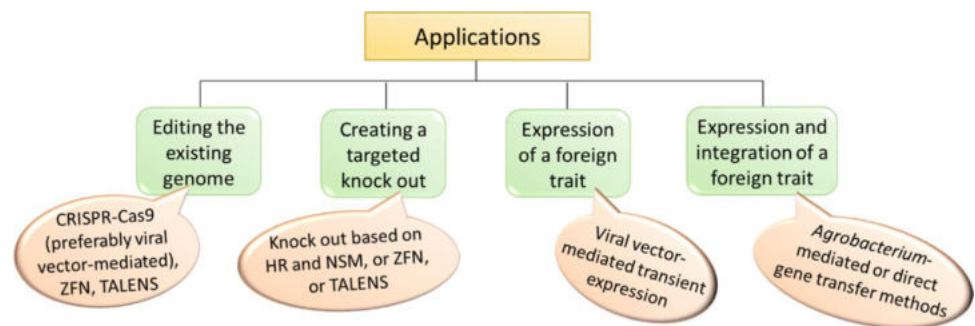 Applications
Editing the
existing
genome
Creating a
targeted
knock out
Expression
of a foreign
trait
Expression and
integration of a
foreign trait
CRISPR-Cas9
(preferably viral
vector-mediated),
ZFN, TALENS
Knock out based on
HR and NSM, or ZFN,
or TALENS
Viral vector-
mediated transient
expression
Agrobacterium-
mediated or direct
gene transfer methods